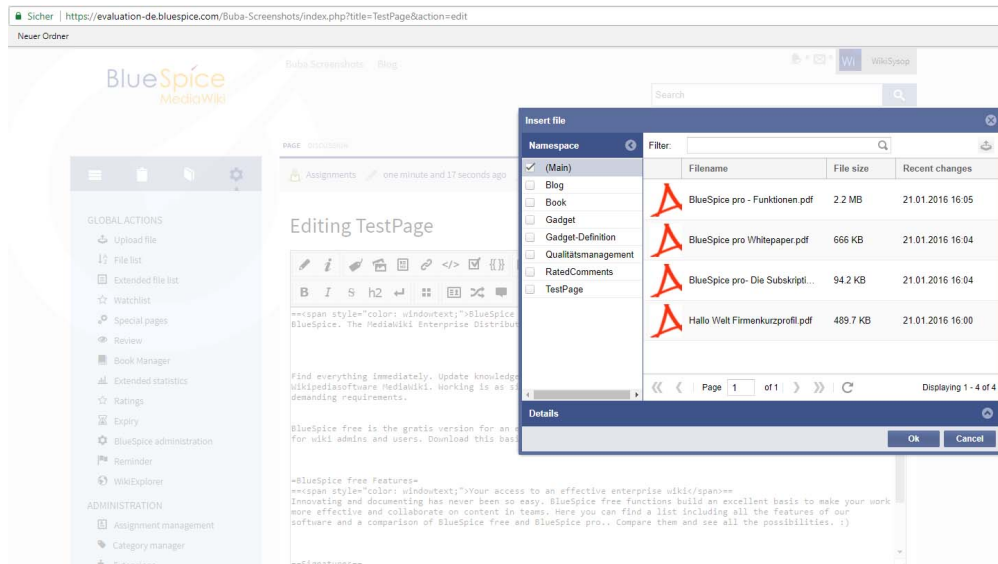 Sicher | https://evaluation-de.bluespice.com/Buba-Screenshots/index.php?title=TestPage&action=edit
Neuer Ordner
BlueSpice
MediaWiki
Buba Screenshots Blog
Wi WikiSysop
Search
PAGE DISCUSSION
Assignments one minute and 17 seconds ago
GLOBAL ACTIONS
Upload file
File list
Extended file list
Watchlist
Special pages
Review
Book Manager
Extended statistics
Ratings
Expiry
BlueSpice administration
Reminder
WikiExplorer
ADMINISTRATION
Assignment management
Category manager
Editing TestPage
B I S h2
==<span style="color: windowtext;">BlueSpice
BlueSpice. The MediaWiki Enterprise Distribut
Find everything immediately. Update knowledge
Wikipediasoftware MediaWiki. Working is as si
demanding requirements.
BlueSpice free is the gratis version for an e
for wiki admins and users. Download this basi
=BlueSpice free Features=
==<span style="color: windowtext;">Your access to an effective enterprise wiki</span>==
Innovating and documenting has never been so easy. BlueSpice free functions build an excellent basis to make your work
more effective and collaborate on content in teams. Here you can find a list including all the features of our
software and a comparison of BlueSpice free and BlueSpice pro.. Compare them and see all the possibilities. :)
Insert file
Namespace
(Main)
Blog
Book
Gadget
Gadget-Definition
Qualitätsmanagement
RatedComments
TestPage
Filter:
Filename File size Recent changes
BlueSpice pro - Funktionen.pdf 2.2 MB 21.01.2016 16:05
BlueSpice pro Whitepaper.pdf 666 KB 21.01.2016 16:04
BlueSpice pro- Die Subskripti... 94.2 KB 21.01.2016 16:04
Hallo Welt Firmenkurzprofil.pdf 489.7 KB 21.01.2016 16:00
Page 1 of 1 Displaying 1 - 4 of 4
Details
Ok Cancel